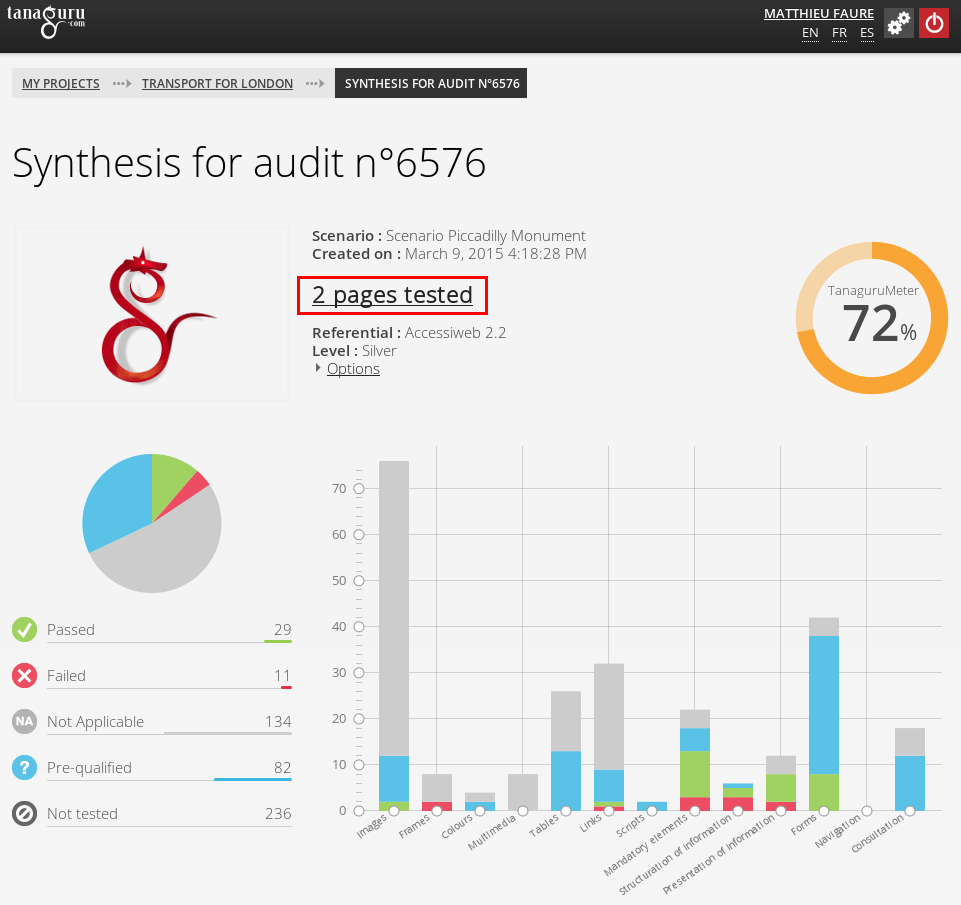 tanaguru
.com
MATTHIEU FAURE
EN FR ES
MY PROJECTS TRANSPORT FOR LONDON SYNTHESIS FOR AUDIT N°6576
Synthesis for audit n°6576
Scenario : Scenario Piccadilly Monument
Created on : March 9, 2015 4:18:28 PM
2 pages tested
Referential : Accessiweb 2.2
Level : Silver
Options
TanaguruMeter
72%
Passed 29
Failed 11
NA Not Applicable 134
? Pre-qualified 82
Not tested 236
70
60
50
40
30
20
10
0
Images
Frames
Colours
Multimedia
Tables
Links
Scripts
Mandatory elements
Structuration of information
Presentation of information
Forms
Navigation
Consultation